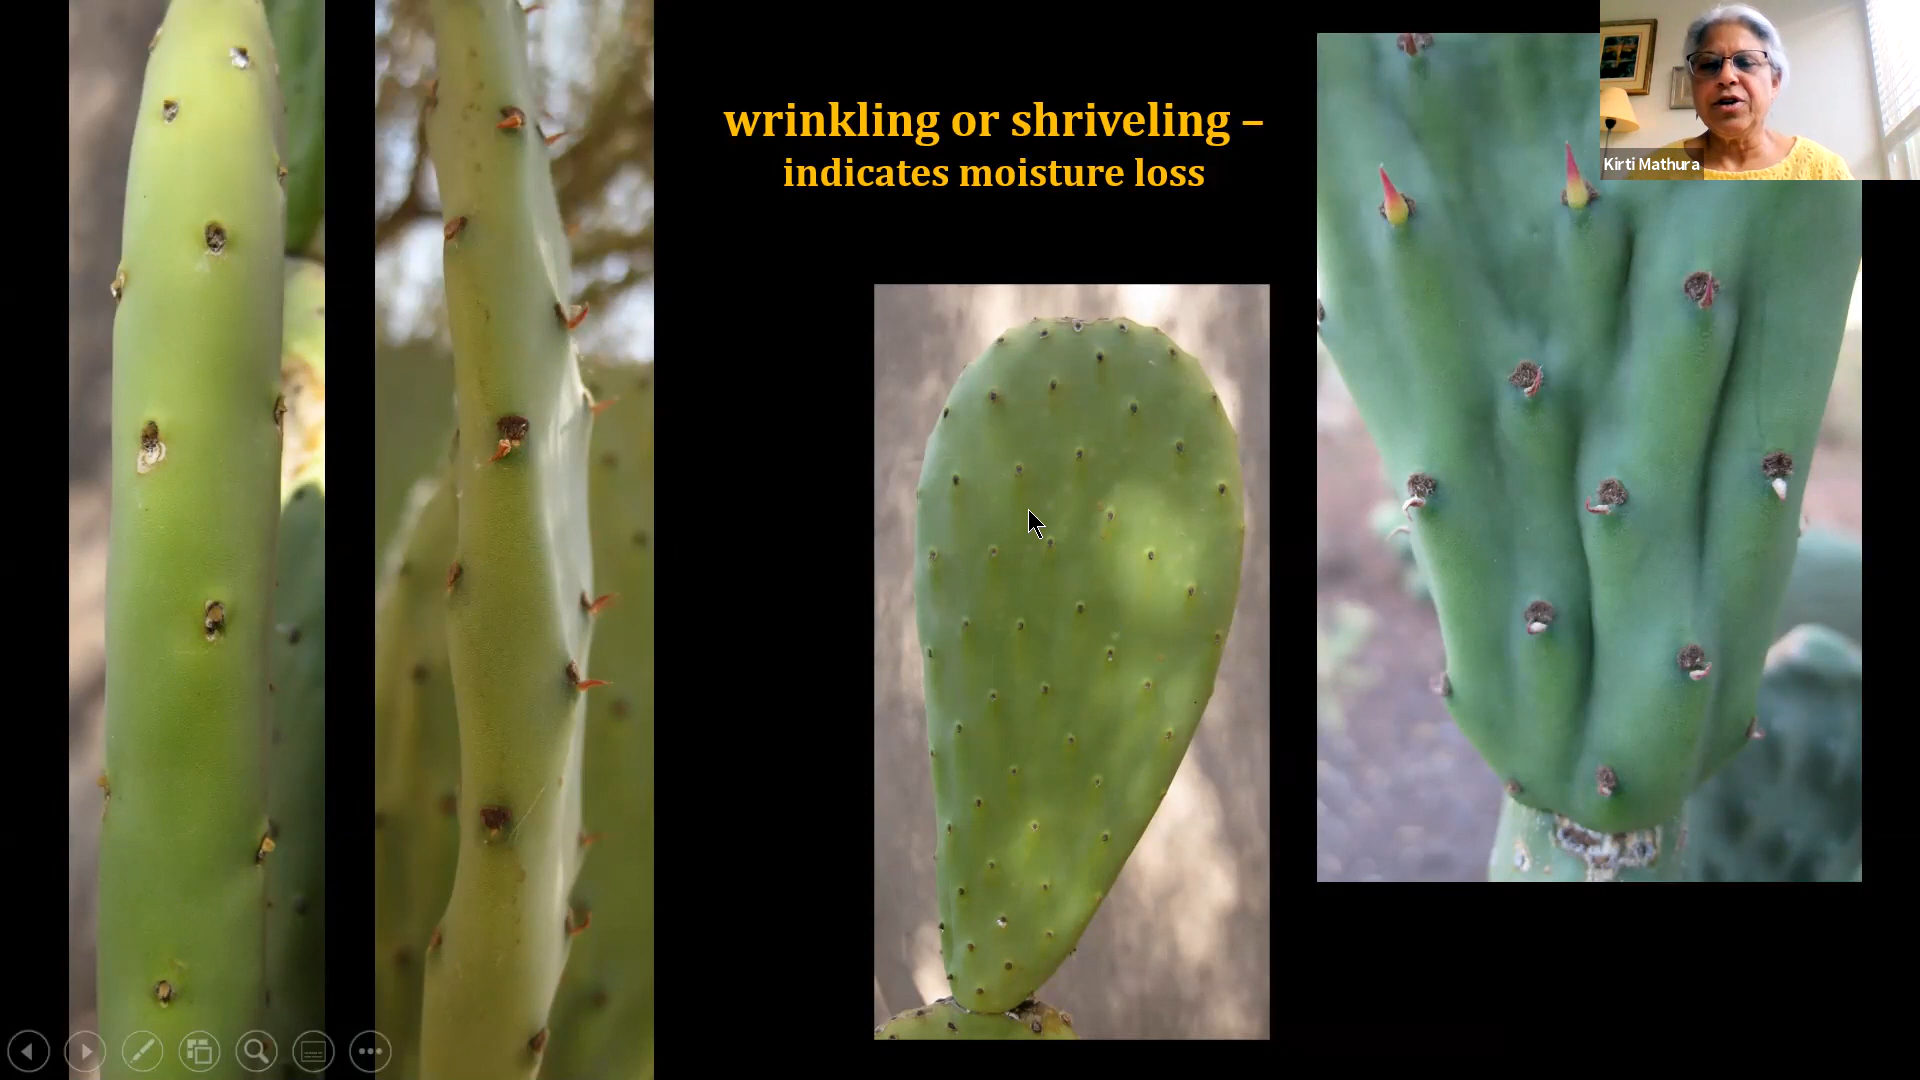 wrinkling or shriveling –
indicates moisture loss
Kirti Mathura